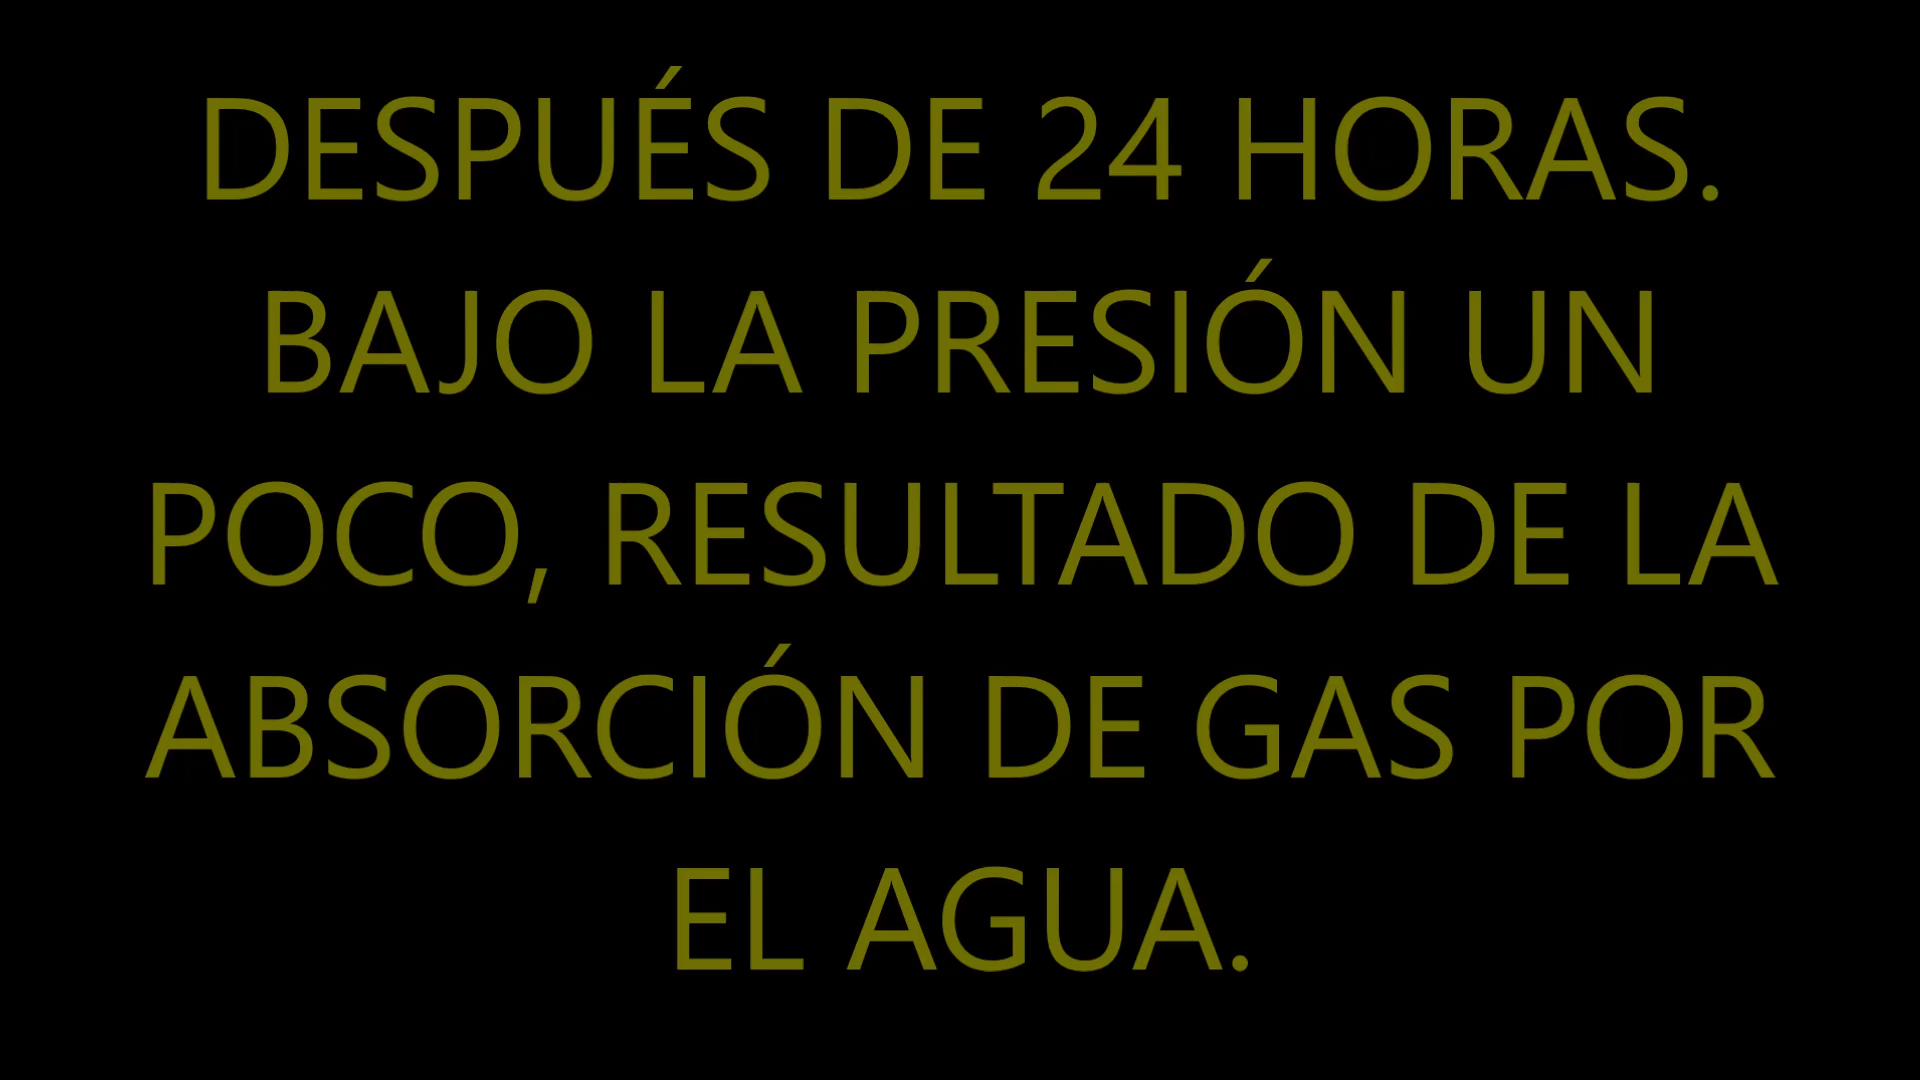 DESPUÉS DE 24 HORAS.
BAJO LA PRESIÓN UN
POCO, RESULTADO DE LA
ABSORCIÓN DE GAS POR
EL AGUA.